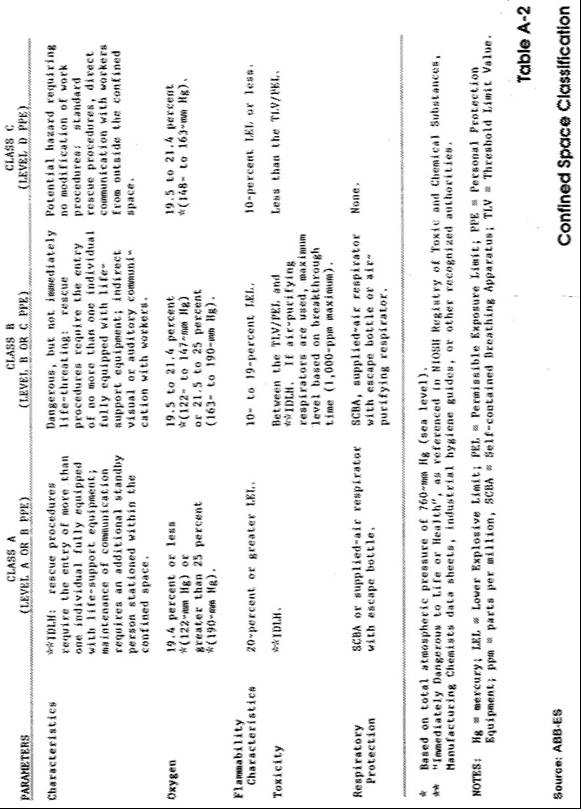 CLASS A CLASS B CLASS C
PARAMETERS (LEVEL A OR B PPE) (LEVEL B OR C PPE) (LEVEL D PPE)
Characteristics
**IDLH: rescue procedures
require the entry of more than
one individual fully equipped
with life-support equipment;
maintenance of communication
requires an additional standby
person stationed within the
confined space.
Dangerous, but not immediately
life-threating: rescue
procedures require the entry
of no more than one individual
fully equipped with life-
support equipment; indirect
visual or auditory communi-
cation with workers.
Potential hazard requiring
no modification of work
procedures: standard
rescue procedures, direct
communication with workers
from outside the confined
space.
Oxygen
19.4 percent or less
*(122-mm Hg) or
greater than 25 percent
*(190-mm Hg).
19.5 to 21.4 percent
*(122- to 147-mm Hg)
or 21.5 to 25 percent
(163- to 190-mm Hg).
19.5 to 21.4 percent
*(148- to 163-mm Hg).
Flammability
Characteristics
20-percent or greater LEL.
10- to 19-percent LEL.
10-percent LEL or less.
Toxicity
**IDLH.
Between the TLV/PEL and
**IDLH. If air-purifying
respirators are used, maximum
level based on breakthrough
time (1,000-ppm maximum).
Less than the TLV/PEL.
Respiratory
Protection
SCBA or supplied-air respirator
with escape bottle.
SCBA, supplied-air respirator
with escape bottle or air-
purifying respirator.
None.
* Based on total atmospheric pressure of 760-mm Hg (sea level).
** "Immediately Dangerous to Life or Health", as referenced in NIOSH Registry of Toxic and Chemical Substances,
Manufacturing Chemists data sheets, industrial hygiene guides, or other recognized authorities.
NOTES: Hg = mercury; LEL = Lower Explosive Limit; PEL = Permissible Exposure Limit; PPE = Personal Protection
Equipment; ppm = parts per million, SCBA = Self-contained Breathing Apparatus; TLV = Threshold Limit Value.
Table A-2
Source: ABB-ES
Confined Space Classification